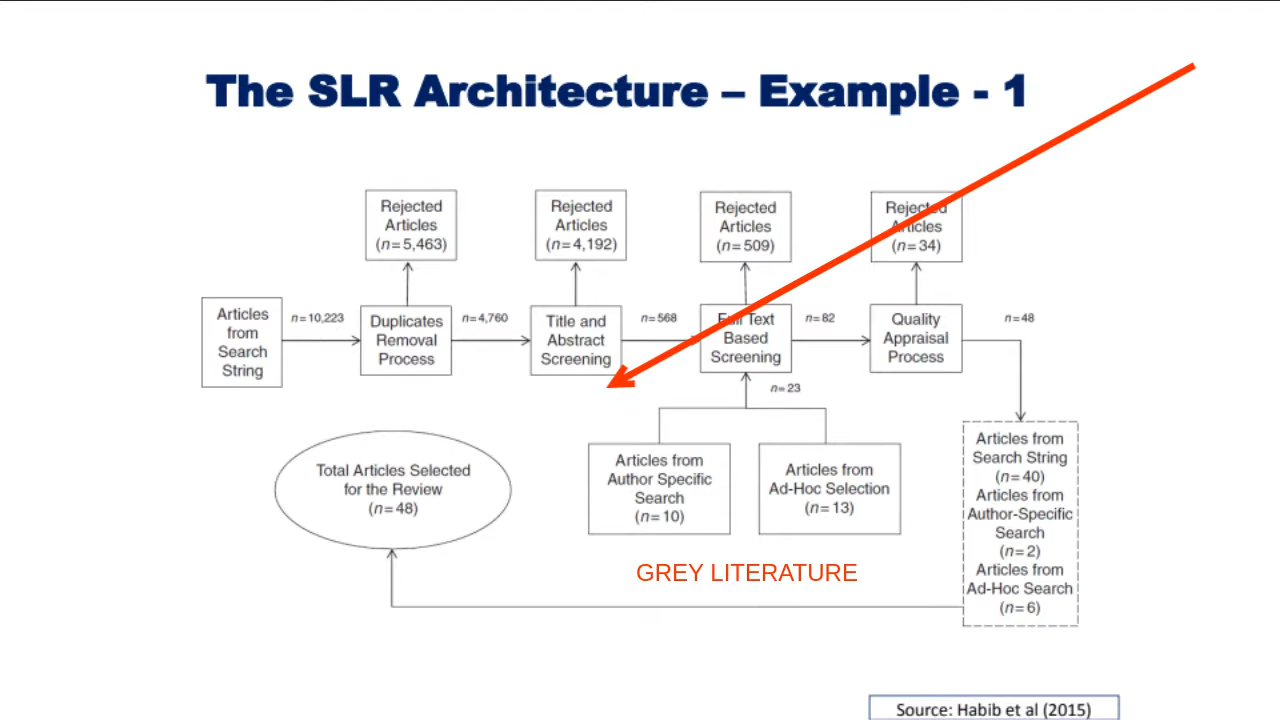 The SLR Architecture – Example - 1
Rejected
Articles
(n=5,463)
Rejected
Articles
(n=4,192)
Rejected
Articles
(n=509)
Rejected
Articles
(n=34)
Articles
from
Search
String
n=10,223
Duplicates
Removal
Process
n=4,760
Title and
Abstract
Screening
n=568
Full Text
Based
Screening
n=82
Quality
Appraisal
Process
n=48
n=23
Total Articles Selected
for the Review
(n=48)
Articles from
Author Specific
Search
(n=10)
Articles from
Ad-Hoc Selection
(n=13)
Articles from
Search String
(n=40)
Articles from
Author-Specific
Search
(n=2)
Articles from
Ad-Hoc Search
(n=6)
GREY LITERATURE
Source: Habib et al (2015)